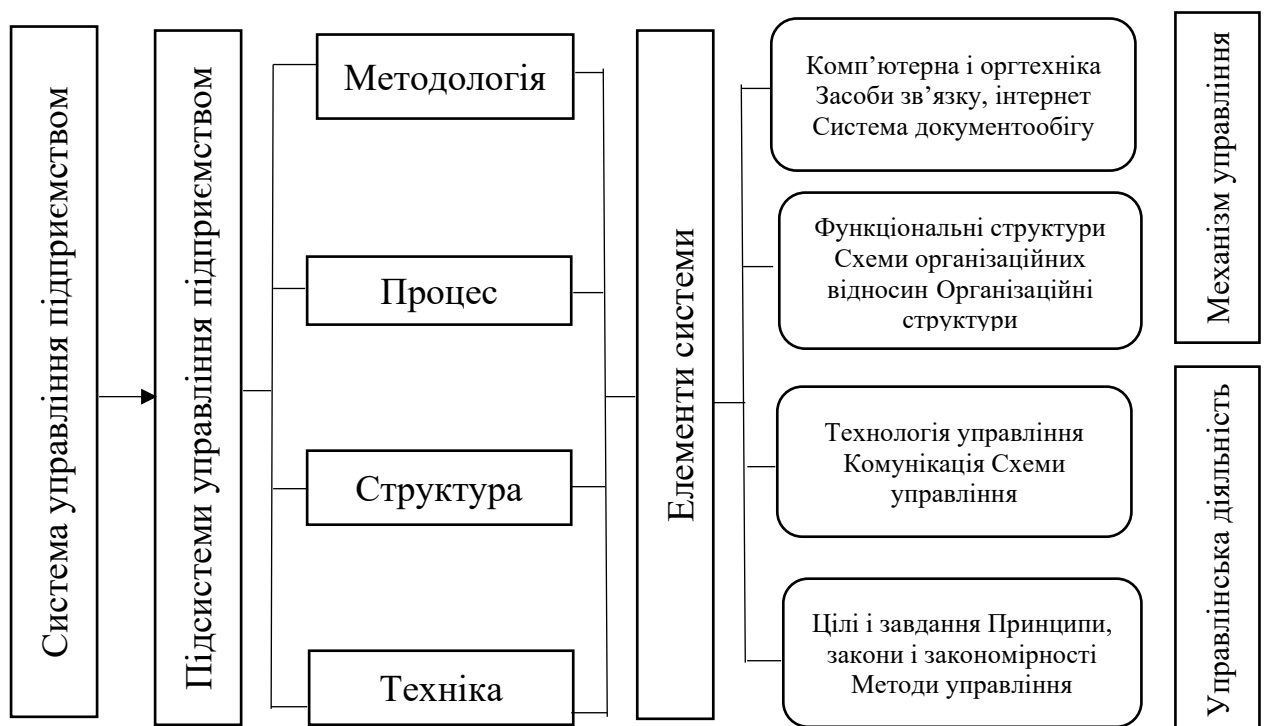 Система управління підприємством
Підсистеми управління підприємством
Методологія
Процес
Структура
Техніка
Елементи системи
Комп’ютерна і оргтехніка
Засоби зв’язку, інтернет
Система документообігу
Функціональні структури
Схеми організаційних
відносин Організаційні
структури
Технологія управління
Комунікація Схеми
управління
Цілі і завдання Принципи,
закони і закономірності
Методи управління
Механізм управління
Управлінська діяльність